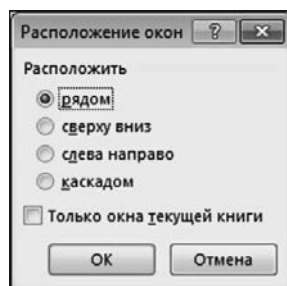 Расположение окон
Расположить
рядом
сверху вниз
слева направо
каскадом
Только окна текущей книги
ОК
Отмена